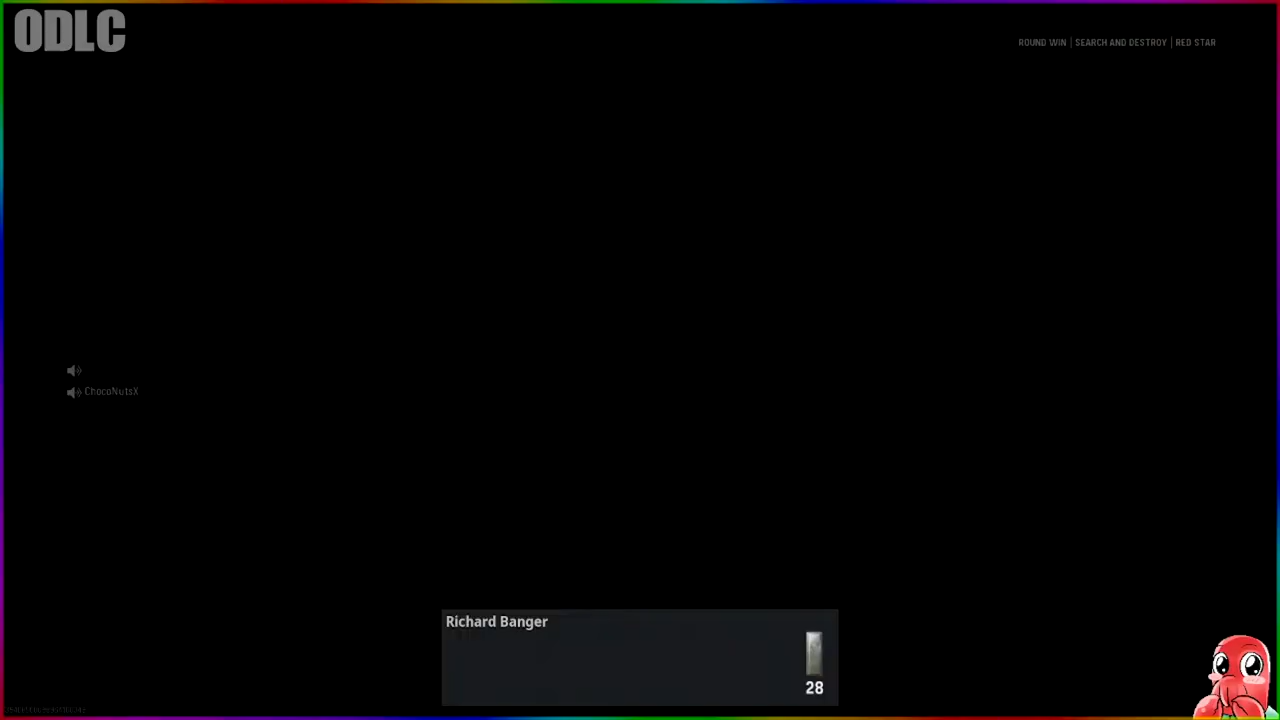 ODLC
ROUND WIN | SEARCH AND DESTROY | RED STAR
ChocoNutsX
Richard Banger
28